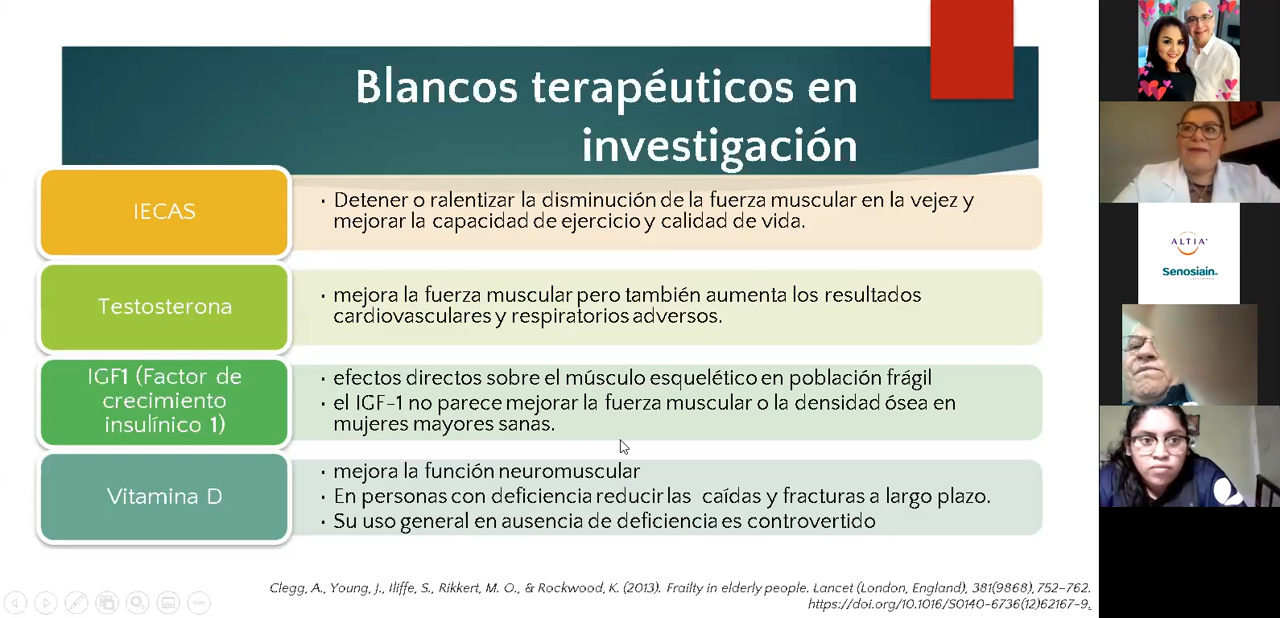 Blancos terapéuticos en
investigación
IECAS
· Detener o ralentizar la disminución de la fuerza muscular en la vejez y
mejorar la capacidad de ejercicio y calidad de vida.
Testosterona
· mejora la fuerza muscular pero también aumenta los resultados
cardiovasculares y respiratorios adversos.
IGF1 (Factor de
crecimiento
insulínico 1)
· efectos directos sobre el músculo esquelético en población frágil
· el IGF-1 no parece mejorar la fuerza muscular o la densidad ósea en
mujeres mayores sanas.
Vitamina D
· mejora la función neuromuscular
· En personas con deficiencia reducir las caídas y fracturas a largo plazo.
· Su uso general en ausencia de deficiencia es controvertido
Clegg, A., Young, J., Iliffe, S., Rikkert, M. O., & Rockwood, K. (2013). Frailty in elderly people. Lancet (London, England), 381(9868), 752–762.
https://doi.org/10.1016/S0140-6736(12)62167-9.
ALTIA
Senosiain